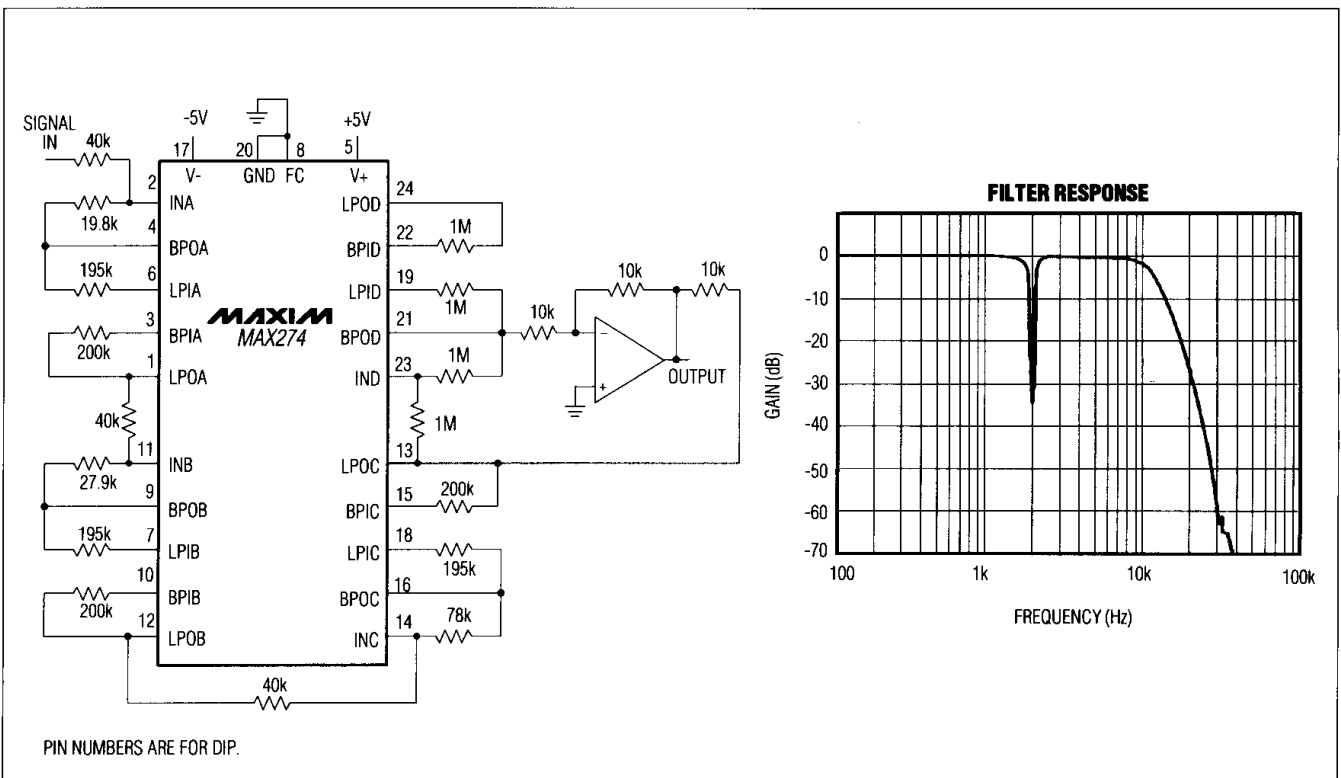 SIGNAL
IN
40k
-5V
+5V
17
20
8
5
V-
GND
FC
V+
2
INA
19.8k
4
BPOA
195k
6
LPIA
3
BPIA
200k
1
LPOA
40k
11
INB
27.9k
9
BPOB
195k
7
LPIB
10
BPIB
200k
12
LPOB
MAXIM
MAX274
24
LPOD
1M
22
BPID
19
LPID
1M
21
BPOD
23
IND
1M
1M
13
LPOC
15
BPIC
200k
18
LPIC
195k
16
BPOC
14
INC
78k
40k
10k
10k
10k
-
+
OUTPUT
PIN NUMBERS ARE FOR DIP.
FILTER RESPONSE
GAIN (dB)
0
-10
-20
-30
-40
-50
-60
-70
100
1k
10k
100k
FREQUENCY (Hz)